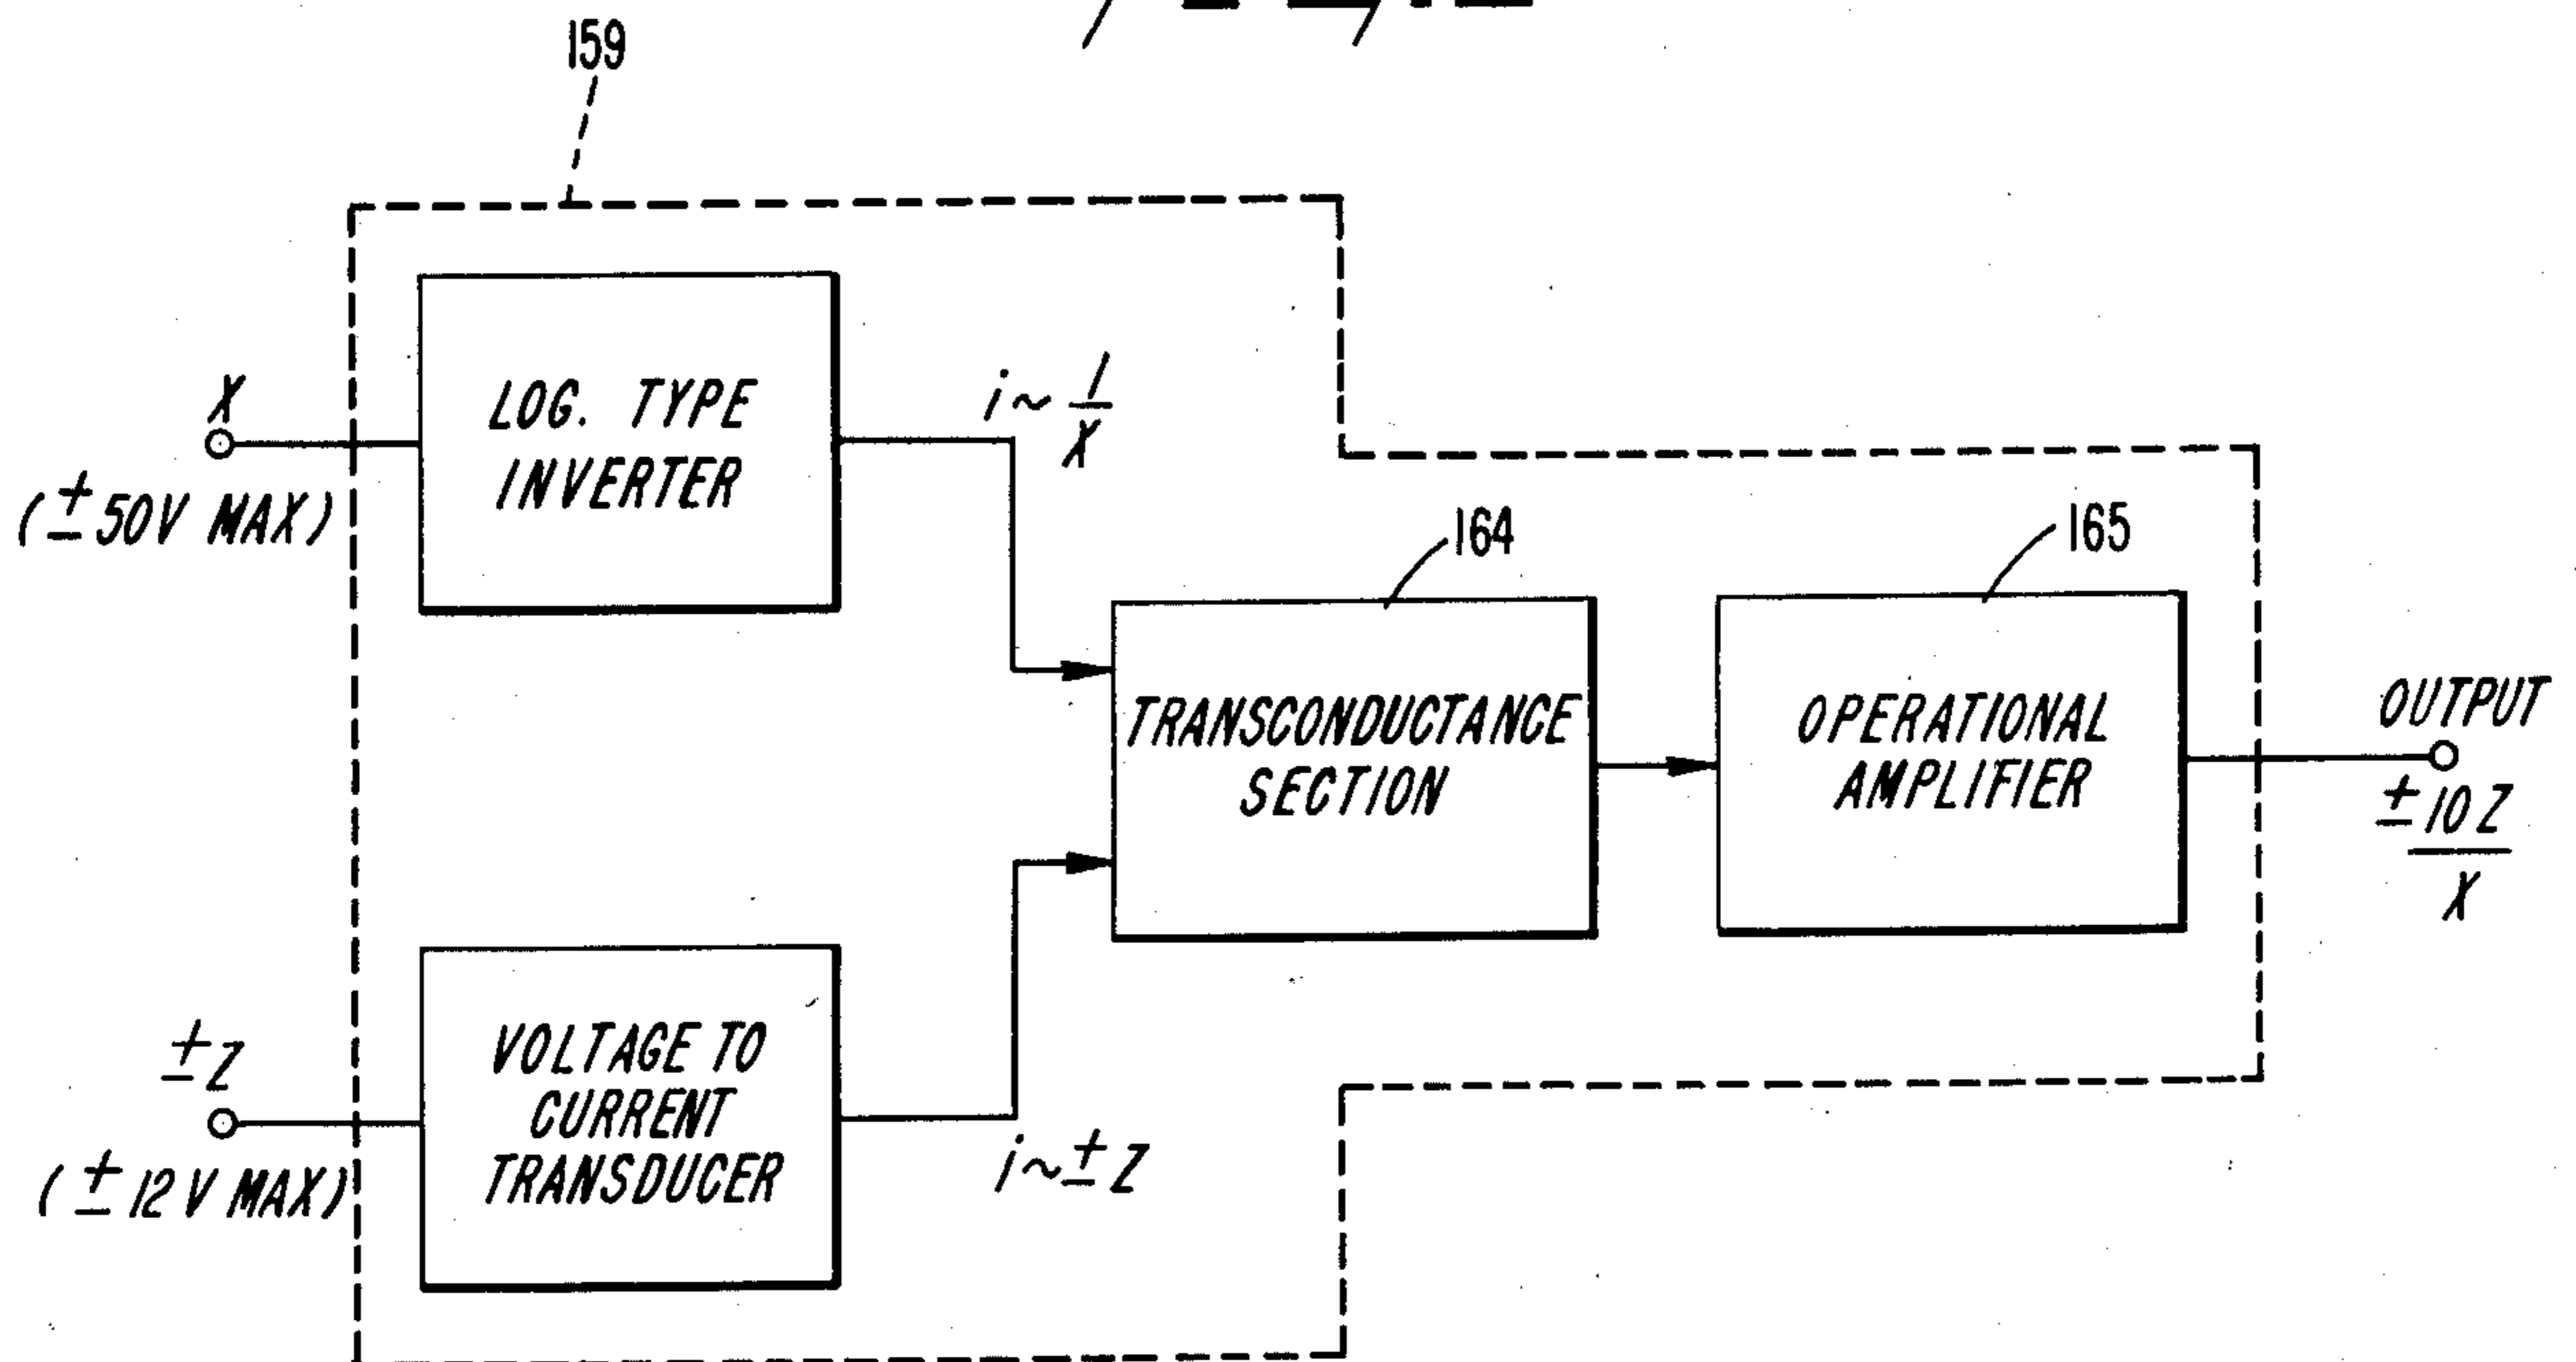 159
LOG. TYPE
INVERTER
X
(±50V MAX)
i~ 1/X
164
165
TRANSCONDUCTANCE
SECTION
OPERATIONAL
AMPLIFIER
OUTPUT
±10Z
X
±Z
(±12V MAX)
VOLTAGE TO
CURRENT
TRANSDUCER
i~±Z